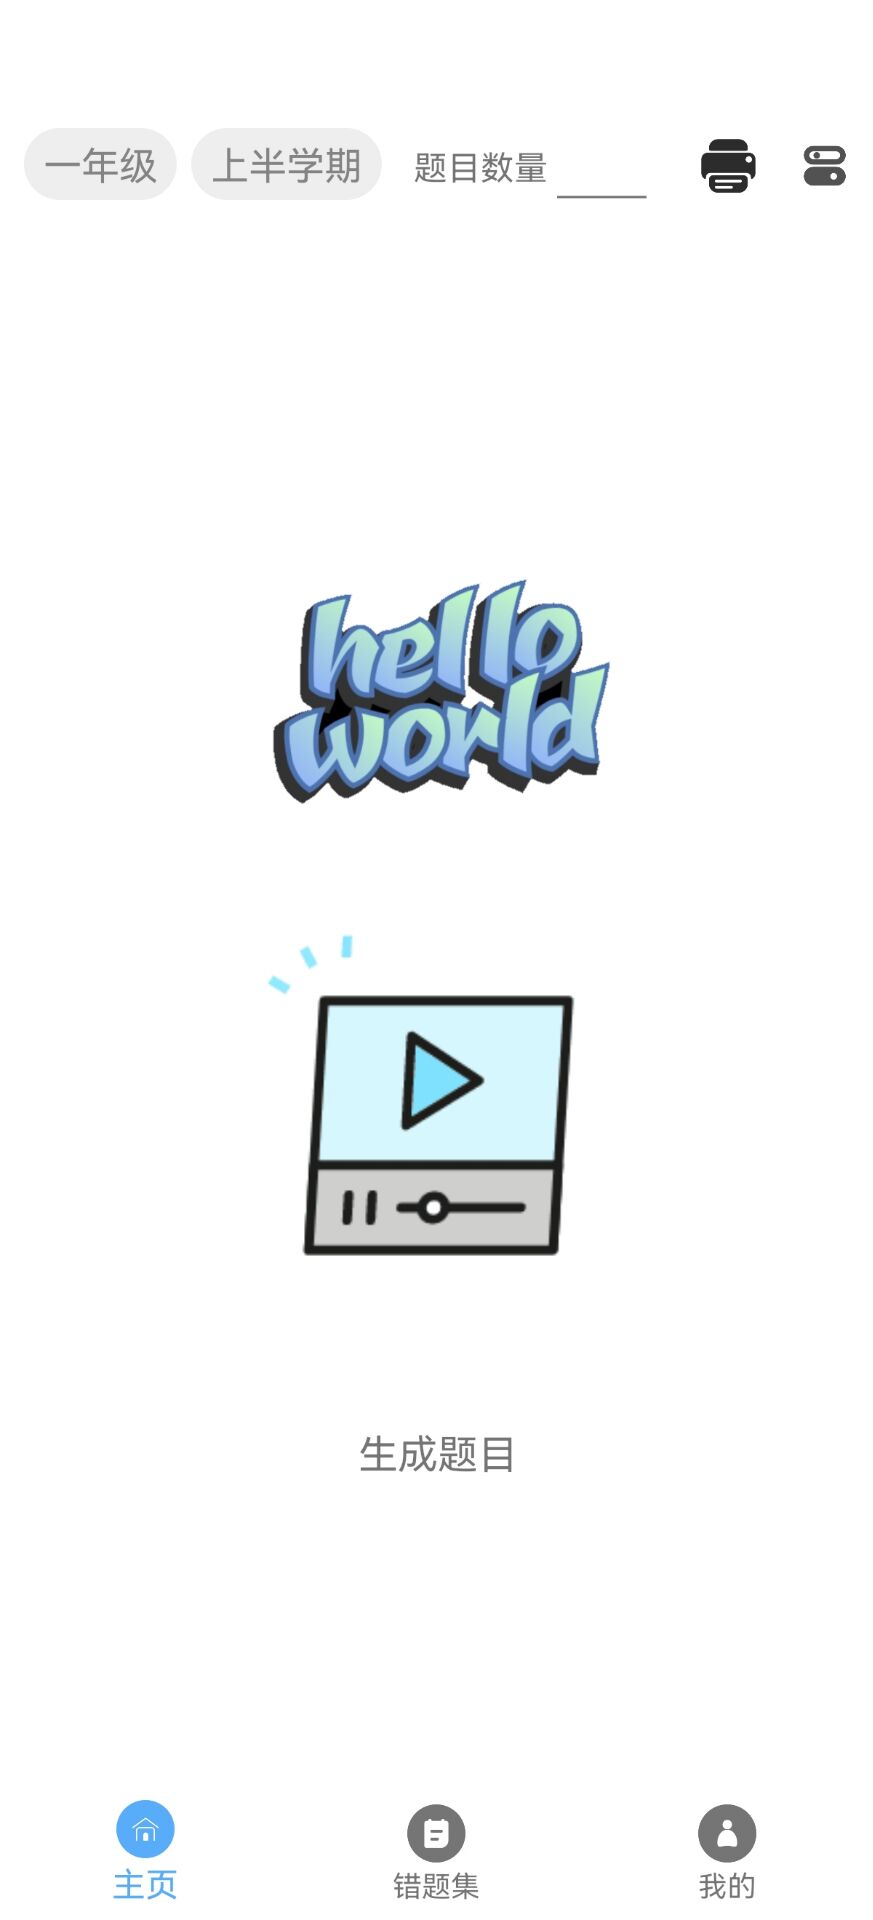 一年级 上半学期 题目数量
hello
world
生成题目
主页 错题集 我的